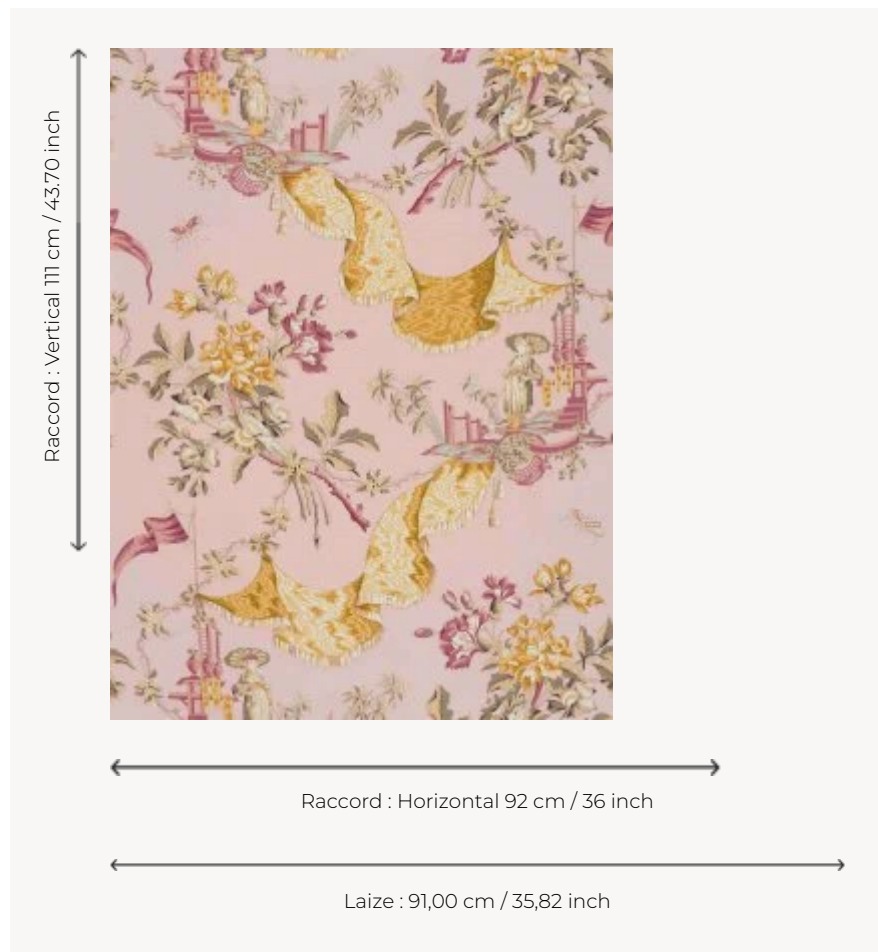 Raccord : Vertical 111 cm / 43.70 inch
Raccord : Horizontal 92 cm / 36 inch
Laize : 91,00 cm / 35,82 inch